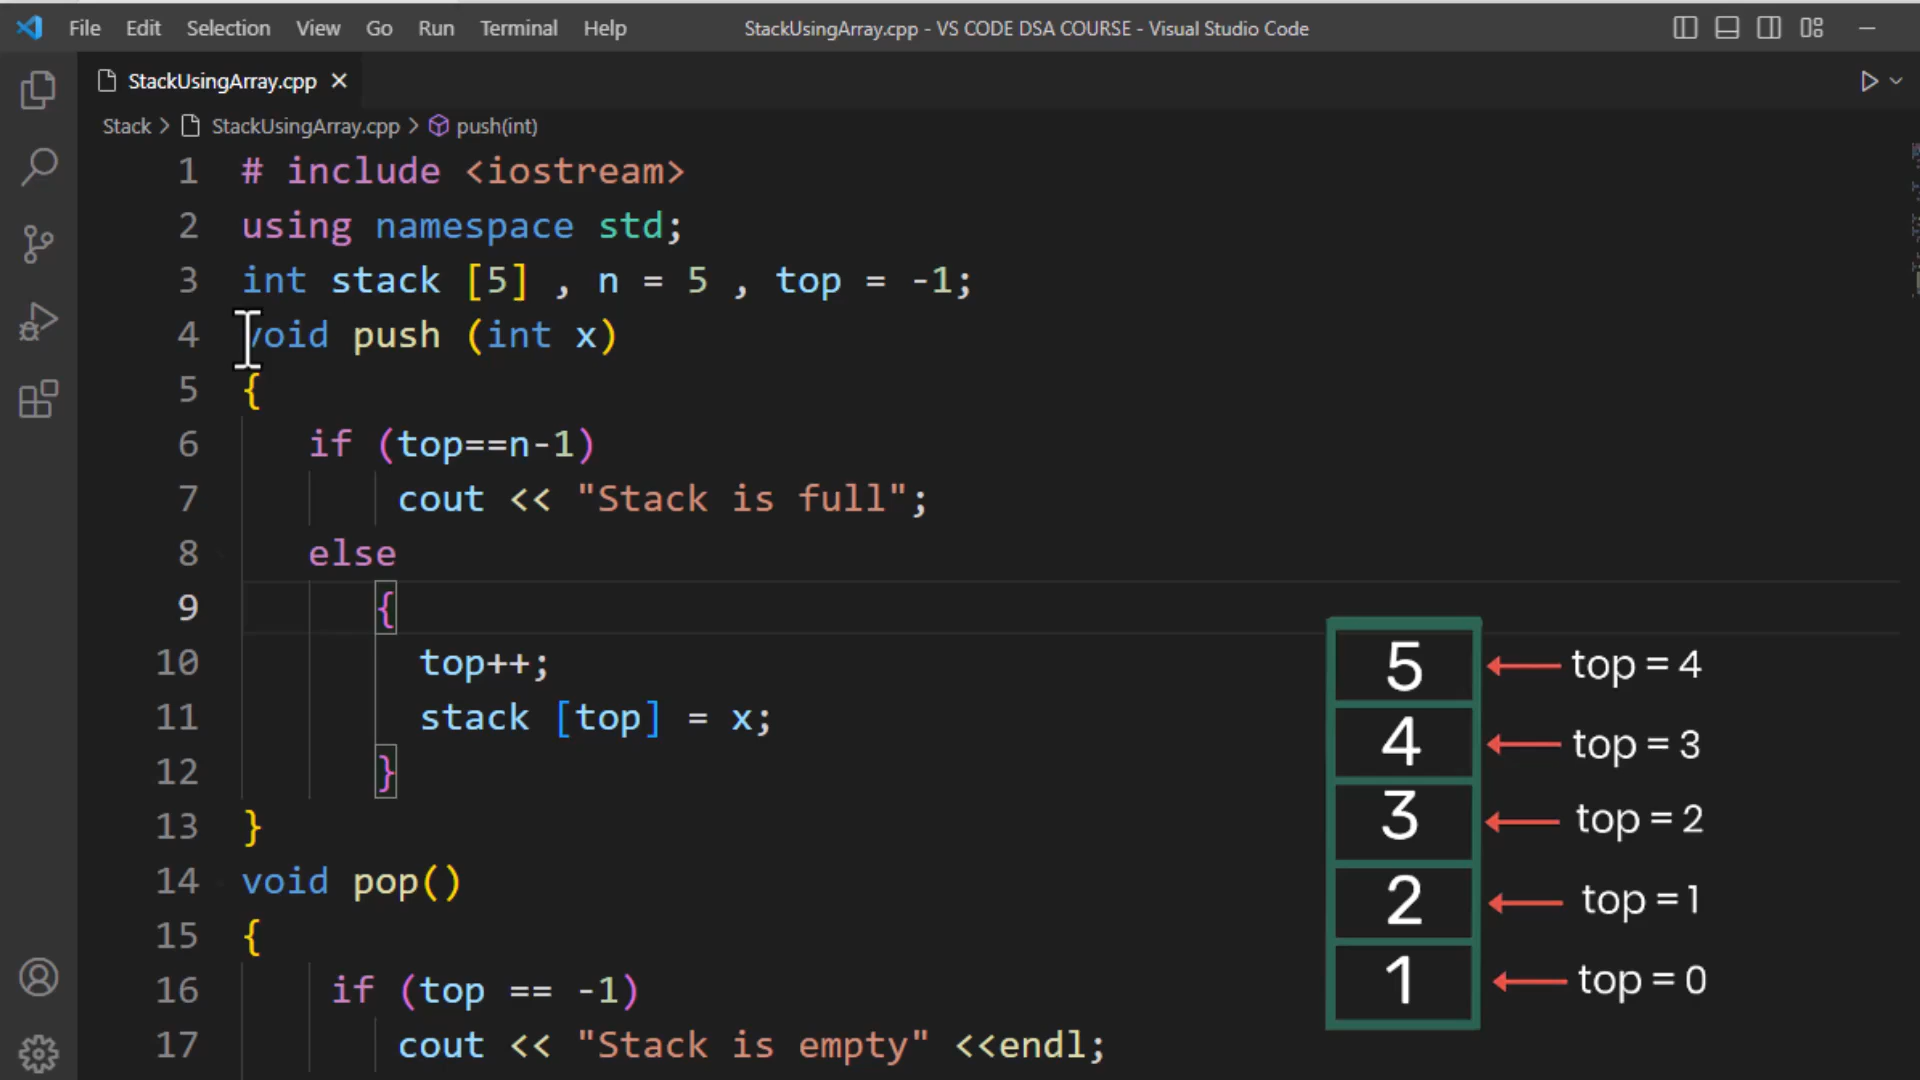 File Edit Selection View Go Run Terminal Help StackUsingArray.cpp - VS CODE DSA COURSE - Visual Studio Code
StackUsingArray.cpp
Stack > StackUsingArray.cpp > push(int)
1 # include <iostream>
2 using namespace std;
3 int stack [5] , n = 5 , top = -1;
4 void push (int x)
5 {
6 if (top==n-1)
7 cout << "Stack is full";
8 else
9 {
10 top++;
11 stack [top] = x;
12 }
13 }
14 void pop()
15 {
16 if (top == -1)
17 cout << "Stack is empty" <<endl;
5 top = 4
4 top = 3
3 top = 2
2 top = 1
1 top = 0